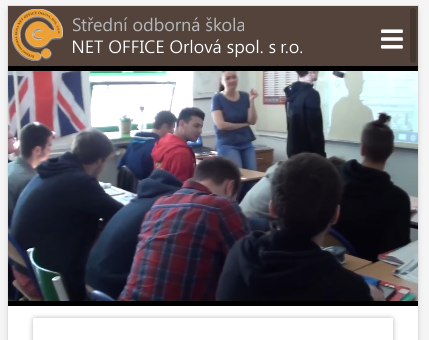 Střední odborná škola
NET OFFICE Orlová spol. s r.o.